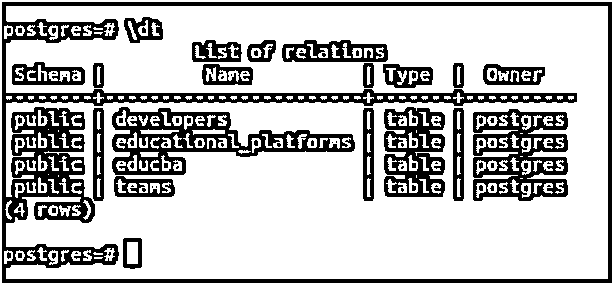 postgres=# \dt
List of relations
Schema | Name | Type | Owner
--------+-----------------------+-------+----------
public | developers | table | postgres
public | educational_platforms | table | postgres
public | educba | table | postgres
public | teams | table | postgres
(4 rows)
postgres=#